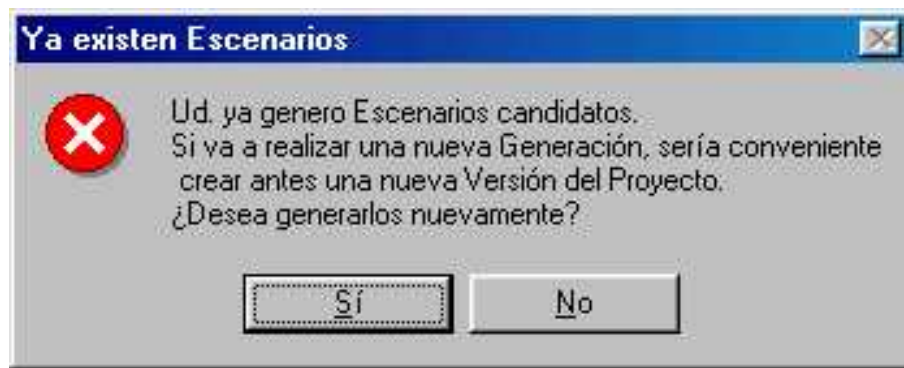 Ya existen Escenarios
Ud. ya genero Escenarios candidatos.
Si va a realizar una nueva Generación, sería conveniente
crear antes una nueva Versión del Proyecto.
¿Desea generarlos nuevamente?
Sí
No